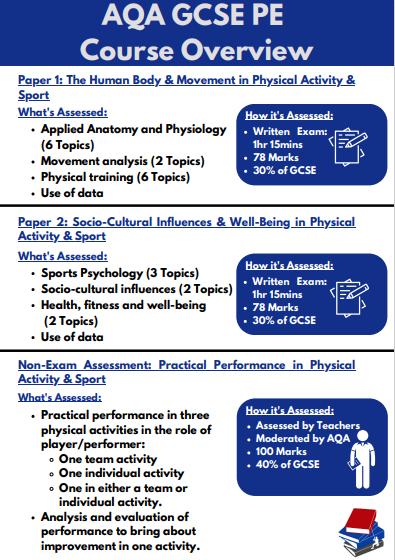 AQA GCSE PE
Course Overview
Paper 1: The Human Body & Movement in Physical Activity &
Sport
What's Assessed:
• Applied Anatomy and Physiology
(6 Topics)
• Movement analysis (2 Topics)
• Physical training (6 Topics)
• Use of data
How it's Assessed:
• Written Exam:
1hr 15mins
• 78 Marks
• 30% of GCSE
Paper 2: Socio-Cultural Influences & Well-Being in Physical
Activity & Sport
What's Assessed:
• Sports Psychology (3 Topics)
• Socio-cultural influences (2 Topics)
• Health, fitness and well-being
(2 Topics)
• Use of data
How it's Assessed:
• Written Exam:
1hr 15mins
• 78 Marks
• 30% of GCSE
Non-Exam Assessment: Practical Performance in Physical
Activity & Sport
What's Assessed:
• Practical performance in three
physical activities in the role of
player/performer:
◦ One team activity
◦ One individual activity
◦ One in either a team or
individual activity.
• Analysis and evaluation of
performance to bring about
improvement in one activity.
How it's Assessed:
• Assessed by Teachers
• Moderated by AQA
• 100 Marks
• 40% of GCSE